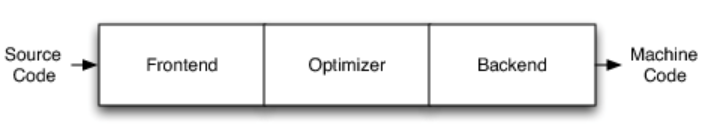 Source
Code
Frontend
Optimizer
Backend
Machine
Code